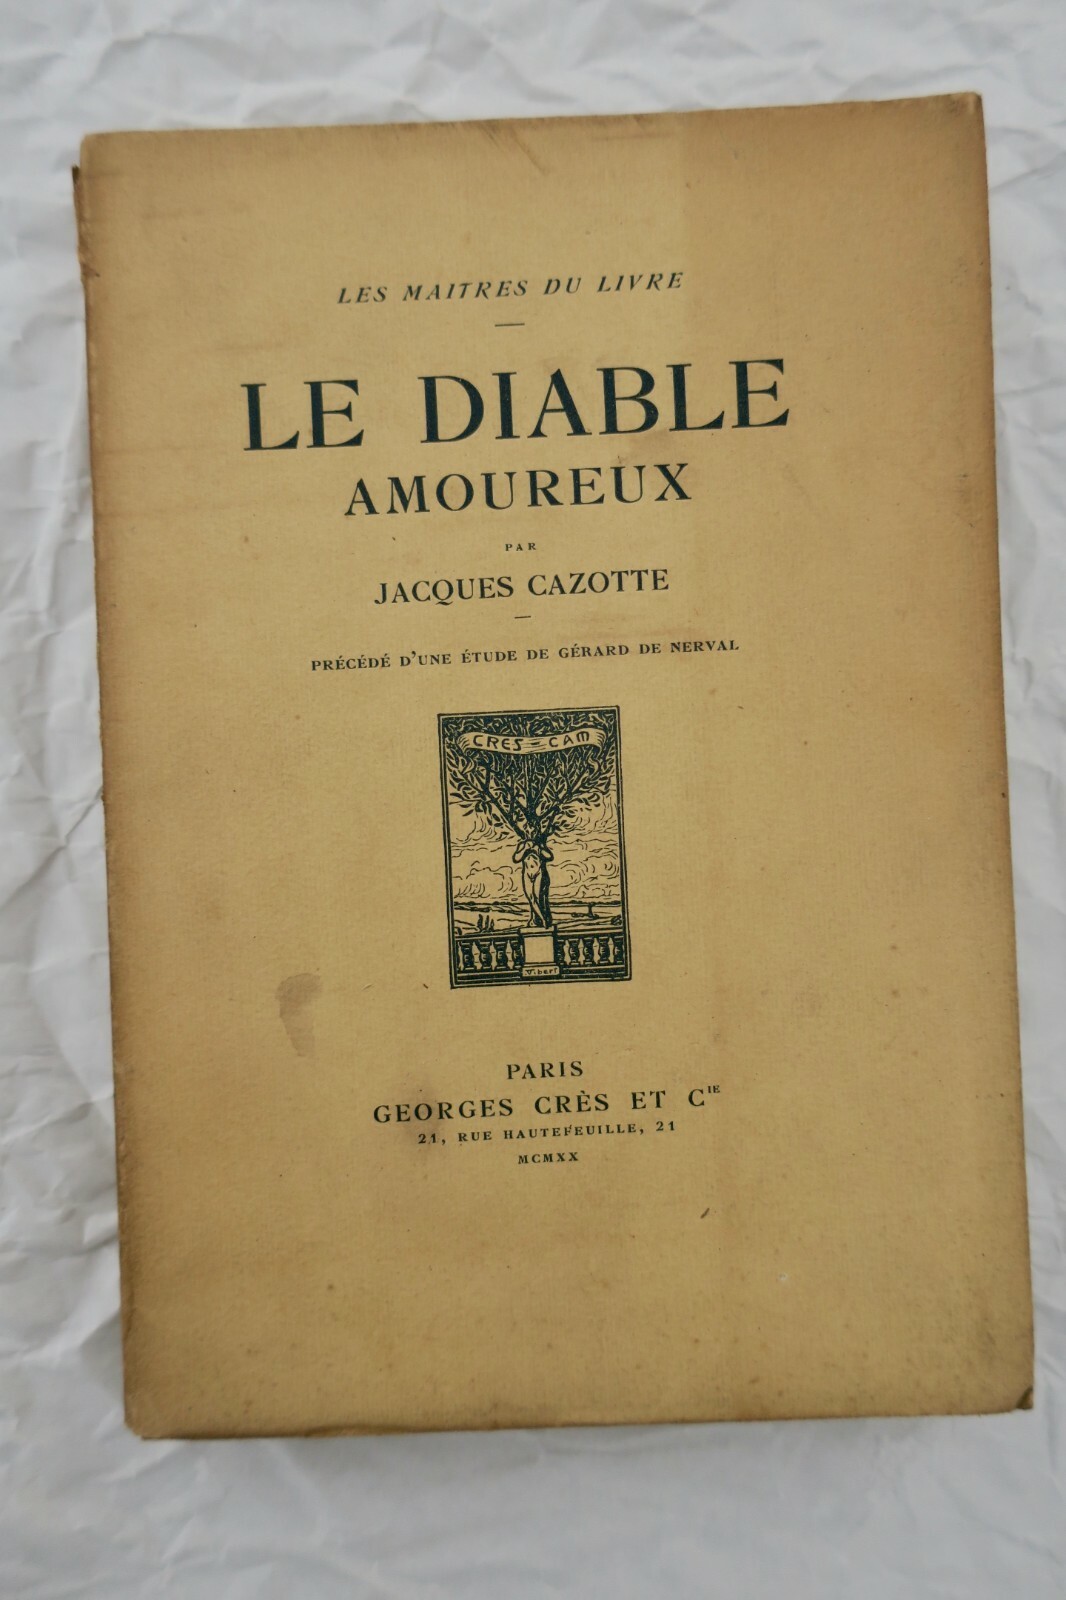 LES MAITRES DU LIVRE
LE DIABLE
AMOUREUX
PAR
JACQUES CAZOTTE
PRÉCÉDÉ D'UNE ÉTUDE DE GÉRARD DE NERVAL
CRES-CAM
Vibert
PARIS
GEORGES CRÈS ET CIE
21, RUE HAUTEFEUILLE, 21
MCMXX